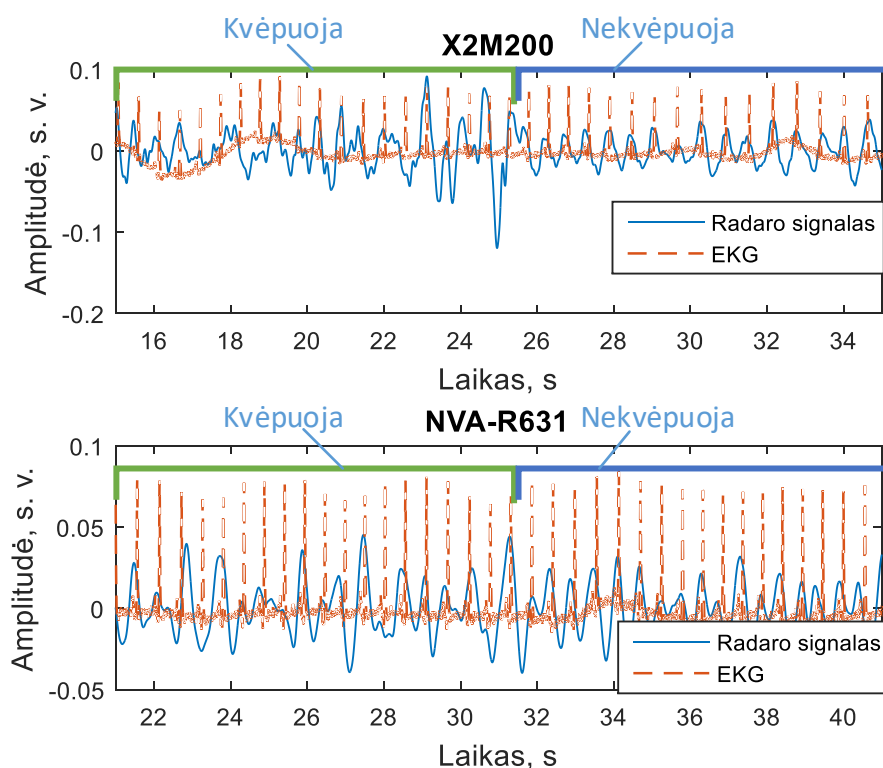 Kvėpuoja
Nekvėpuoja
X2M200
Amplitudė, s. v.
0.1
0
-0.1
-0.2
Radaro signalas
EKG
16 18 20 22 24 26 28 30 32 34
Laikas, s
Kvėpuoja
Nekvėpuoja
NVA-R631
Amplitudė, s. v.
0.1
0.05
0
-0.05
Radaro signalas
EKG
22 24 26 28 30 32 34 36 38 40
Laikas, s